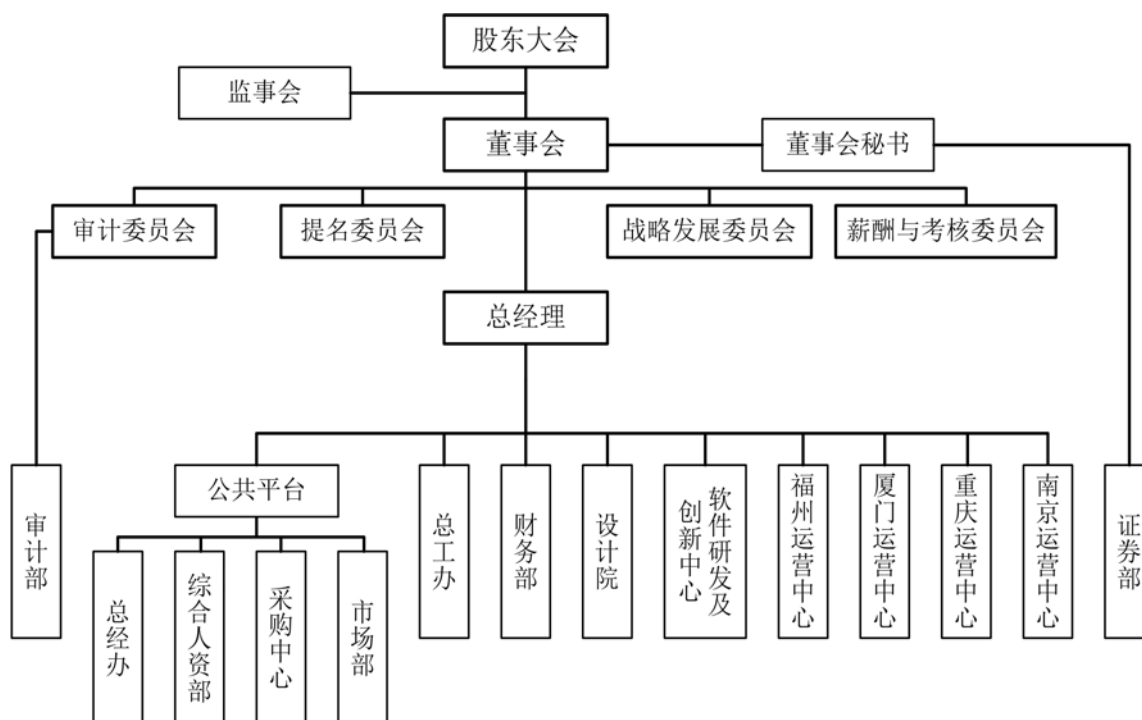 股东大会
监事会
董事会
董事会秘书
审计委员会
提名委员会
战略发展委员会
薪酬与考核委员会
总经理
审计部
公共平台
总工办
财务部
设计院
软件研发及
创新中心
福州运营中心
厦门运营中心
重庆运营中心
南京运营中心
证券部
总经办
综合人资部
采购中心
市场部